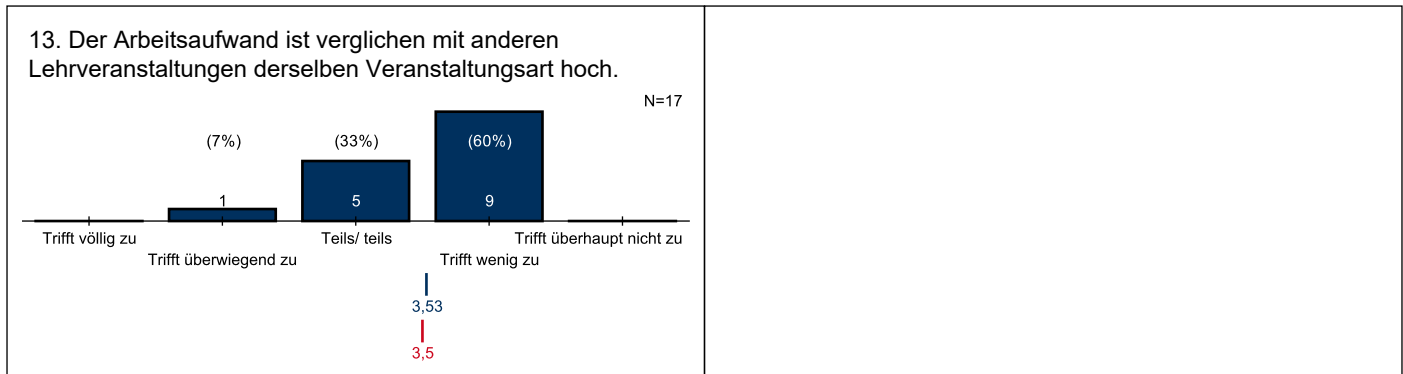 13. Der Arbeitsaufwand ist verglichen mit anderen
Lehrveranstaltungen derselben Veranstaltungsart hoch.
N=17
(7%) (33%) (60%)
1 5 9
Trifft völlig zu Teils/ teils Trifft überhaupt nicht zu
Trifft überwiegend zu Trifft wenig zu
3,53
3,5